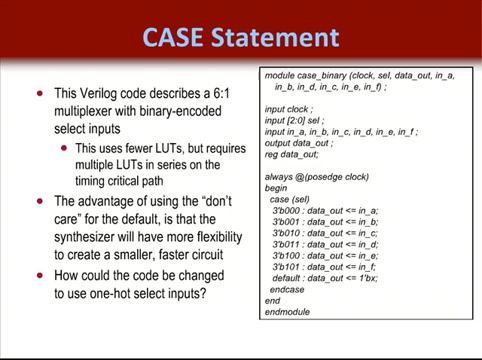 CASE Statement
This Verilog code describes a 6:1
multiplexer with binary-encoded
select inputs
This uses fewer LUTs, but requires
multiple LUTs in series on the
timing critical path
The advantage of using the "don't
care" for the default, is that the
synthesizer will have more flexibility
to create a smaller, faster circuit
How could the code be changed
to use one-hot select inputs?
module case_binary (clock, sel, data_out, in_a,
in_b, in_d, in_c, in_e, in_f) ;
input clock ;
input [2:0] sel ;
input in_a, in_b, in_c, in_d, in_e, in_f ;
output data_out ;
reg data_out;
always @(posedge clock)
begin
case (sel)
3'b000 : data_out <= in_a;
3'b001 : data_out <= in_b;
3'b010 : data_out <= in_c;
3'b011 : data_out <= in_d;
3'b100 : data_out <= in_e;
3'b101 : data_out <= in_f;
default : data_out <= 1'bx;
endcase
end
endmodule